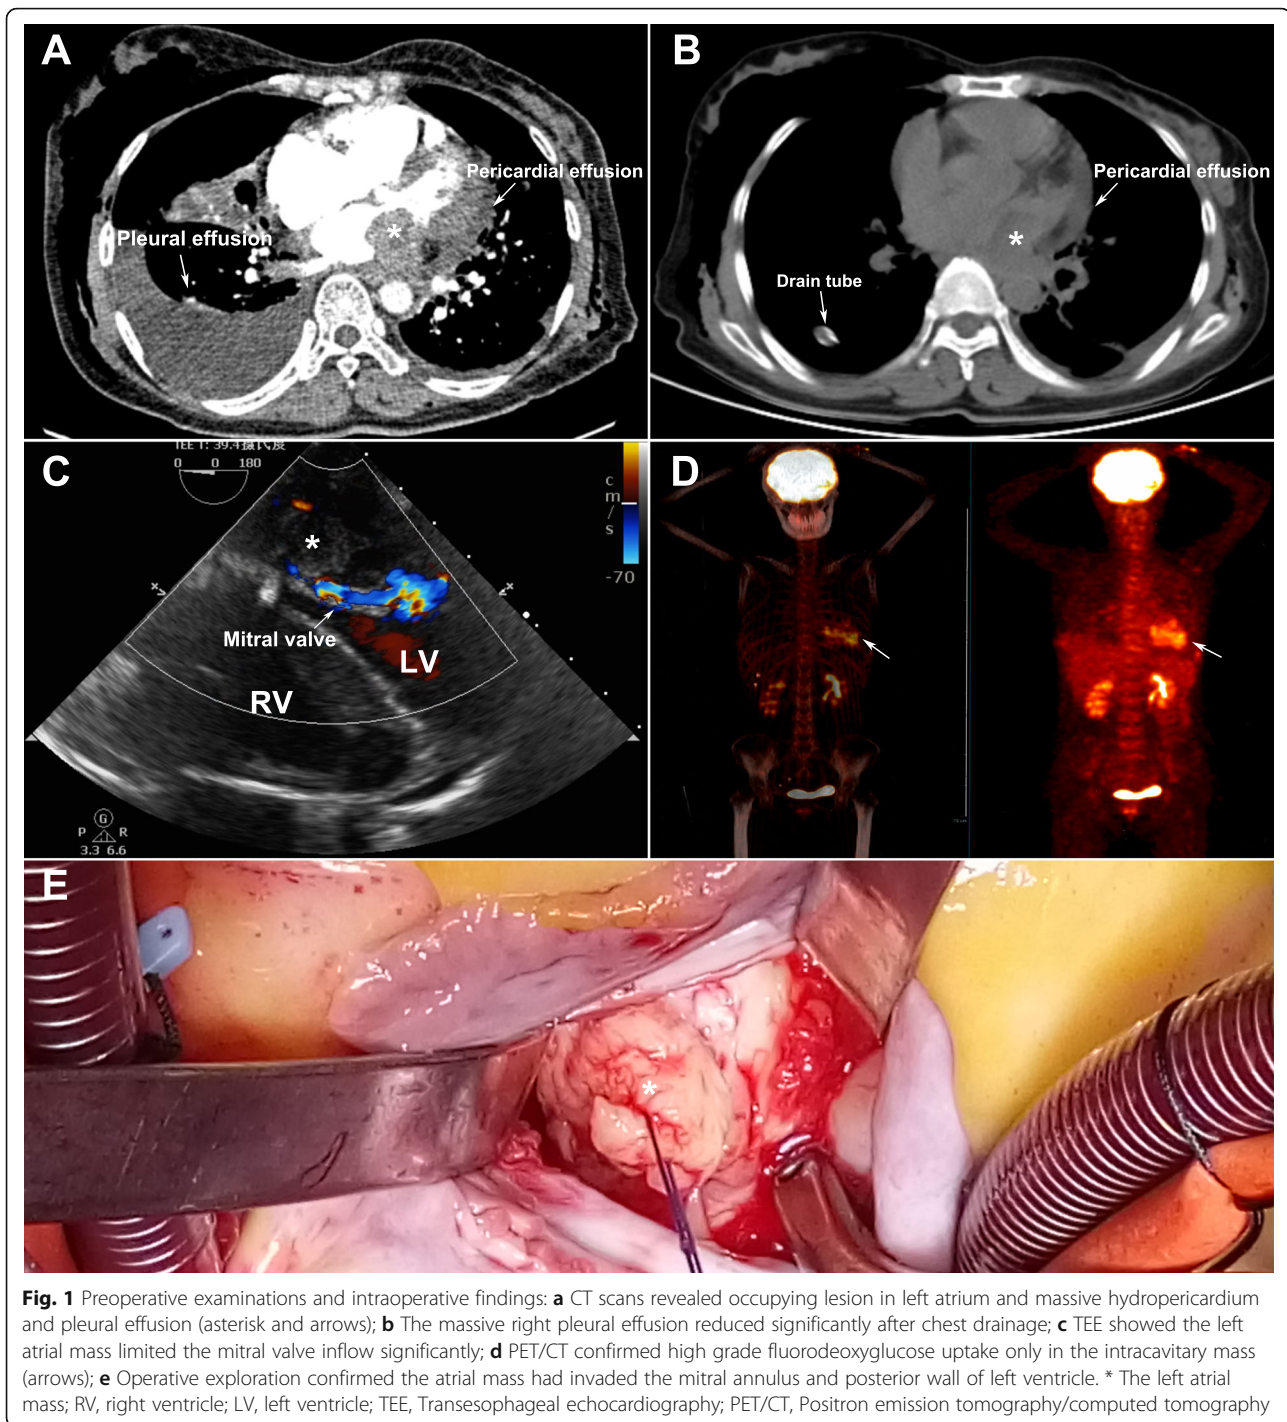 A
Pericardial effusion
*
Pleural effusion
B
Pericardial effusion
*
Drain tube
C
0 0 180
*
Mitral valve
LV
RV
c
m
/
s
-70
G
P R
3.3 6.6
D
E
*
Fig. 1 Preoperative examinations and intraoperative findings: a CT scans revealed occupying lesion in left atrium and massive hydropericardium
and pleural effusion (asterisk and arrows); b The massive right pleural effusion reduced significantly after chest drainage; c TEE showed the left
atrial mass limited the mitral valve inflow significantly; d PET/CT confirmed high grade fluorodeoxyglucose uptake only in the intracavitary mass
(arrows); e Operative exploration confirmed the atrial mass had invaded the mitral annulus and posterior wall of left ventricle. * The left atrial
mass; RV, right ventricle; LV, left ventricle; TEE, Transesophageal echocardiography; PET/CT, Positron emission tomography/computed tomography